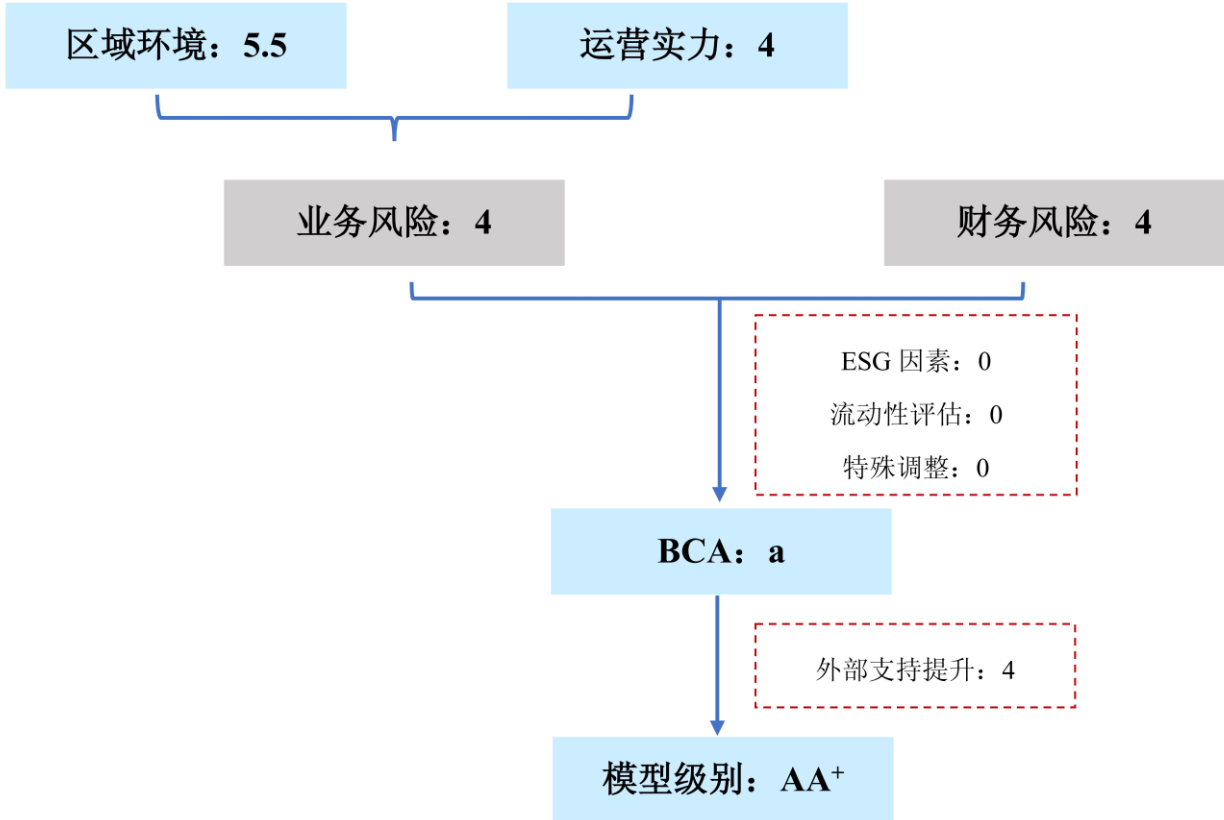 区域环境：5.5
运营实力：4
业务风险：4
财务风险：4
ESG 因素：0
流动性评估：0
特殊调整：0
BCA：a
外部支持提升：4
模型级别：AA⁺